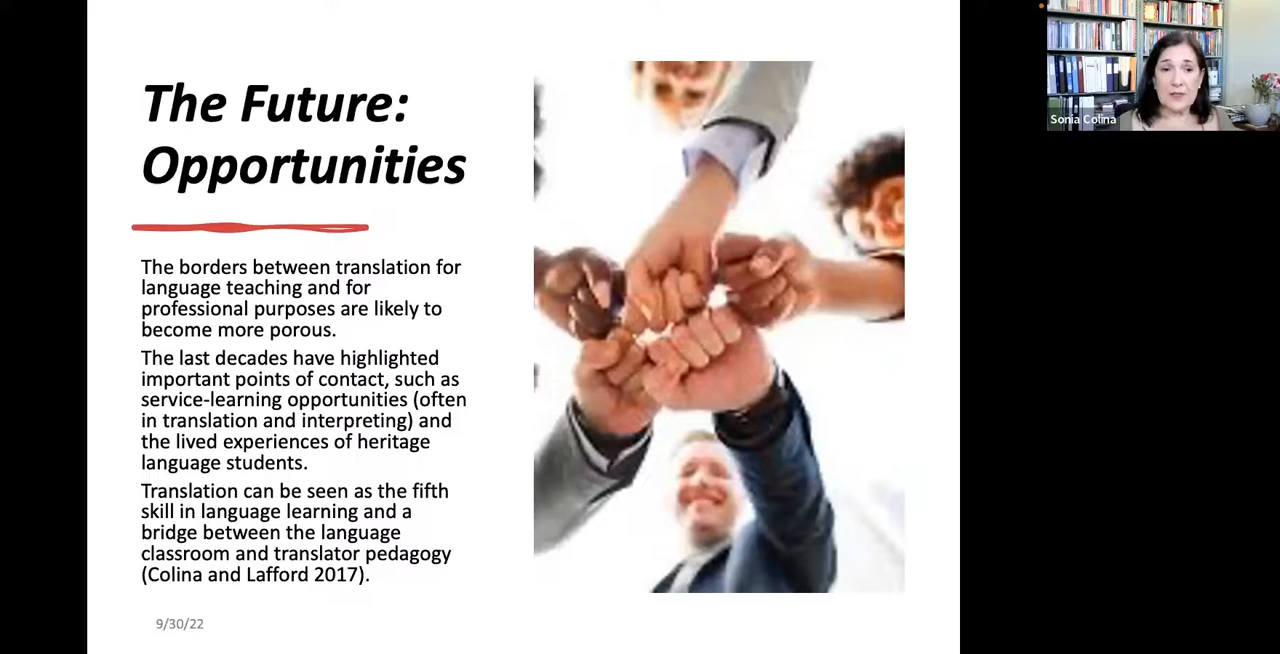 The Future:
Opportunities
The borders between translation for
language teaching and for
professional purposes are likely to
become more porous.
The last decades have highlighted
important points of contact, such as
service-learning opportunities (often
in translation and interpreting) and
the lived experiences of heritage
language students.
Translation can be seen as the fifth
skill in language learning and a
bridge between the language
classroom and translator pedagogy
(Colina and Lafford 2017).
9/30/22
Sonia Colina